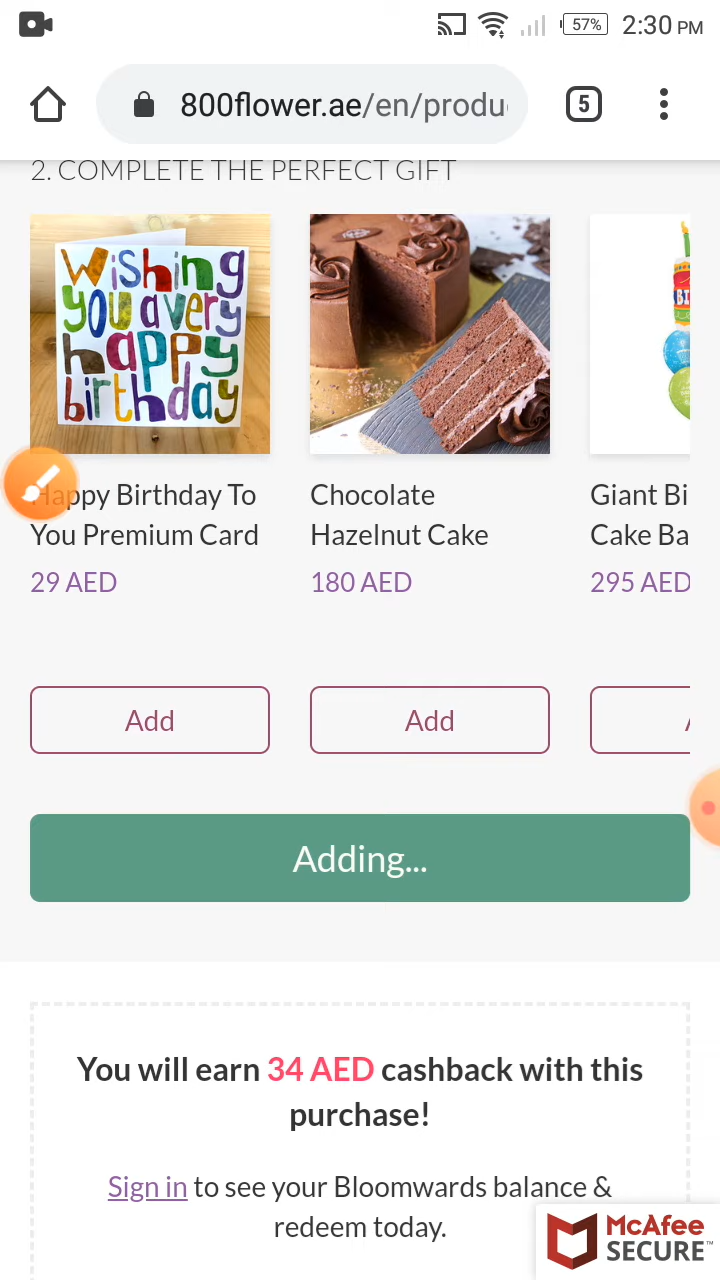 57%
2:30 PM
800flower.ae/en/produ
5
2. COMPLETE THE PERFECT GIFT
Wishing
you a very
happy
birthday
BI
Happy Birthday To
You Premium Card
29 AED
Chocolate
Hazelnut Cake
180 AED
Giant Bi
Cake Ba
295 AED
Add
Add
Adding...
You will earn 34 AED cashback with this
purchase!
Sign in to see your Bloomwards balance &
redeem today.
McAfee
SECURE™